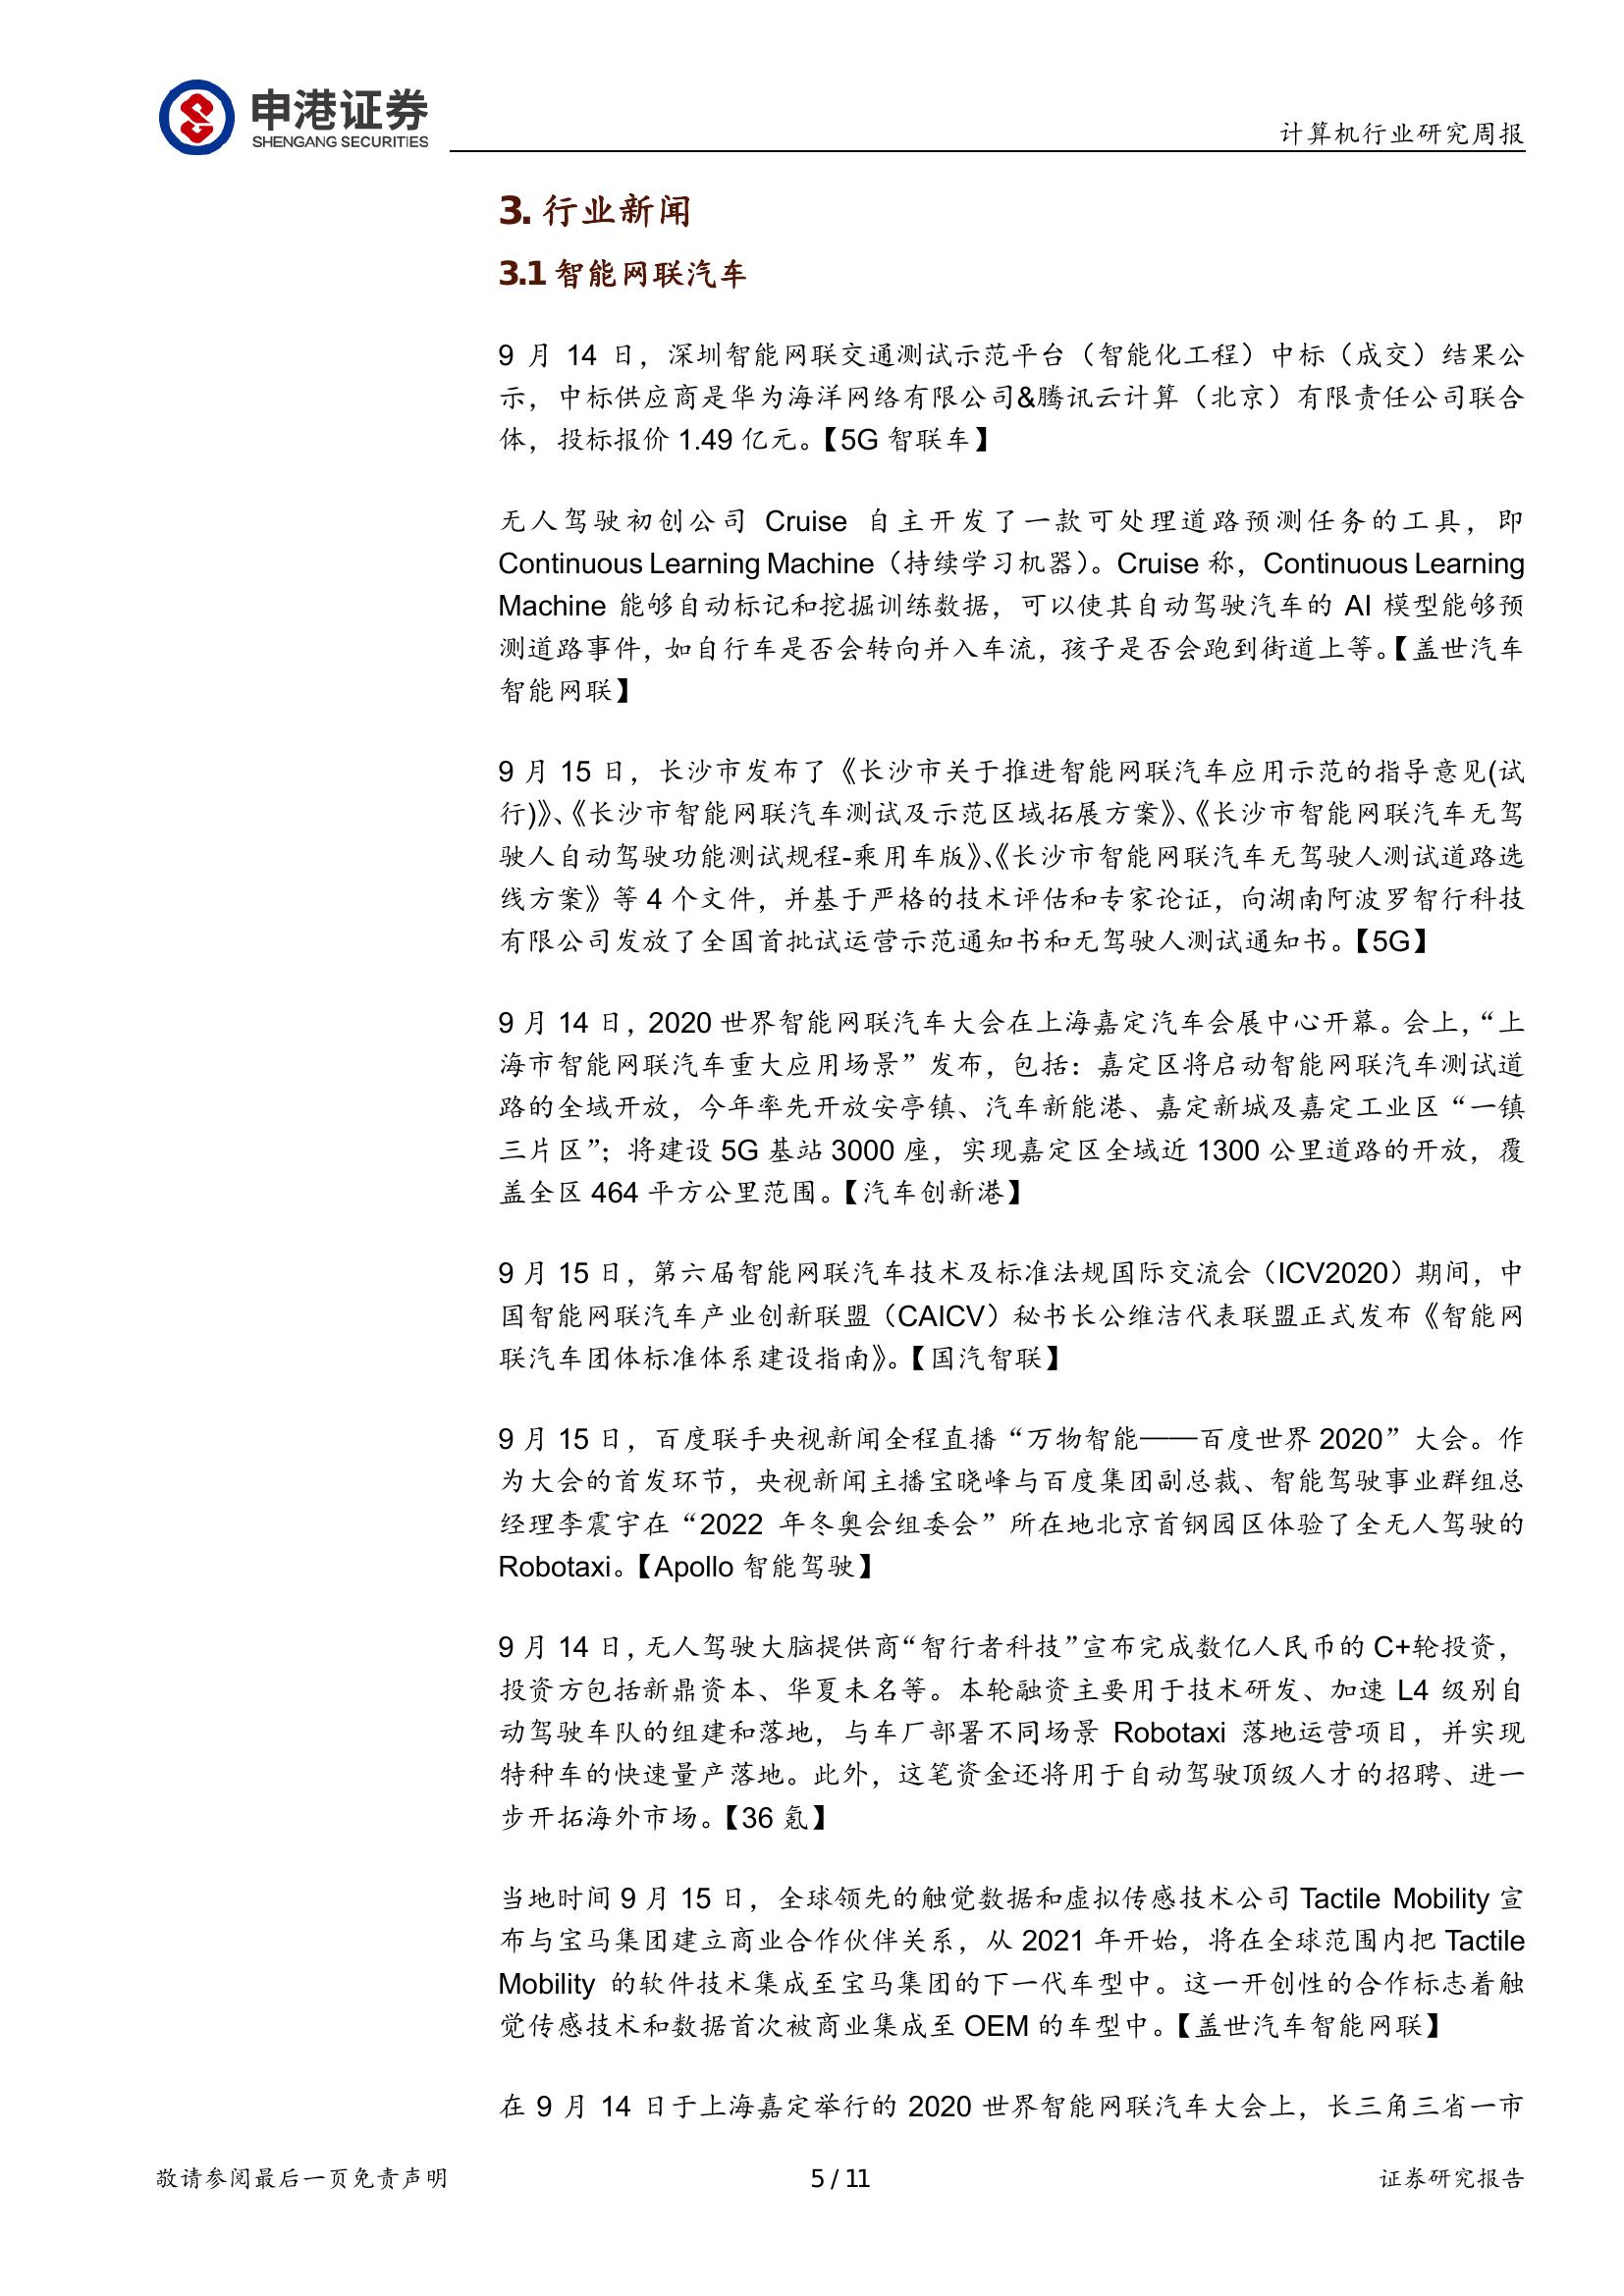 申港证券
SHENGANG SECURITIES
计算机行业研究周报
3. 行业新闻
3.1 智能网联汽车
9 月 14 日，深圳智能网联交通测试示范平台（智能化工程）中标（成交）结果公
示，中标供应商是华为海洋网络有限公司&腾讯云计算（北京）有限责任公司联合
体，投标报价 1.49 亿元。【5G 智联车】
无人驾驶初创公司 Cruise 自主开发了一款可处理道路预测任务的工具，即
Continuous Learning Machine（持续学习机器）。Cruise 称，Continuous Learning
Machine 能够自动标记和挖掘训练数据，可以使其自动驾驶汽车的 AI 模型能够预
测道路事件，如自行车是否会转向并入车流，孩子是否会跑到街道上等。【盖世汽车
智能网联】
9 月 15 日，长沙市发布了《长沙市关于推进智能网联汽车应用示范的指导意见(试
行)》、《长沙市智能网联汽车测试及示范区域拓展方案》、《长沙市智能网联汽车无驾
驶人自动驾驶功能测试规程-乘用车版》、《长沙市智能网联汽车无驾驶人测试道路选
线方案》等 4 个文件，并基于严格的技术评估和专家论证，向湖南阿波罗智行科技
有限公司发放了全国首批试运营示范通知书和无驾驶人测试通知书。【5G】
9 月 14 日，2020 世界智能网联汽车大会在上海嘉定汽车会展中心开幕。会上，“上
海市智能网联汽车重大应用场景”发布，包括：嘉定区将启动智能网联汽车测试道
路的全域开放，今年率先开放安亭镇、汽车新能港、嘉定新城及嘉定工业区“一镇
三片区”；将建设 5G 基站 3000 座，实现嘉定区全域近 1300 公里道路的开放，覆
盖全区 464 平方公里范围。【汽车创新港】
9 月 15 日，第六届智能网联汽车技术及标准法规国际交流会（ICV2020）期间，中
国智能网联汽车产业创新联盟（CAICV）秘书长公维洁代表联盟正式发布《智能网
联汽车团体标准体系建设指南》。【国汽智联】
9 月 15 日，百度联手央视新闻全程直播“万物智能——百度世界 2020”大会。作
为大会的首发环节，央视新闻主播宝晓峰与百度集团副总裁、智能驾驶事业群组总
经理李震宇在“2022 年冬奥会组委会”所在地北京首钢园区体验了全无人驾驶的
Robotaxi。【Apollo 智能驾驶】
9 月 14 日，无人驾驶大脑提供商“智行者科技”宣布完成数亿人民币的 C+轮投资，
投资方包括新鼎资本、华夏未名等。本轮融资主要用于技术研发、加速 L4 级别自
动驾驶车队的组建和落地，与车厂部署不同场景 Robotaxi 落地运营项目，并实现
特种车的快速量产落地。此外，这笔资金还将用于自动驾驶顶级人才的招聘、进一
步开拓海外市场。【36 氪】
当地时间 9 月 15 日，全球领先的触觉数据和虚拟传感技术公司 Tactile Mobility 宣
布与宝马集团建立商业合作伙伴关系，从 2021 年开始，将在全球范围内把 Tactile
Mobility 的软件技术集成至宝马集团的下一代车型中。这一开创性的合作标志着触
觉传感技术和数据首次被商业集成至 OEM 的车型中。【盖世汽车智能网联】
在 9 月 14 日于上海嘉定举行的 2020 世界智能网联汽车大会上，长三角三省一市
敬请参阅最后一页免责声明
5 / 11
证券研究报告